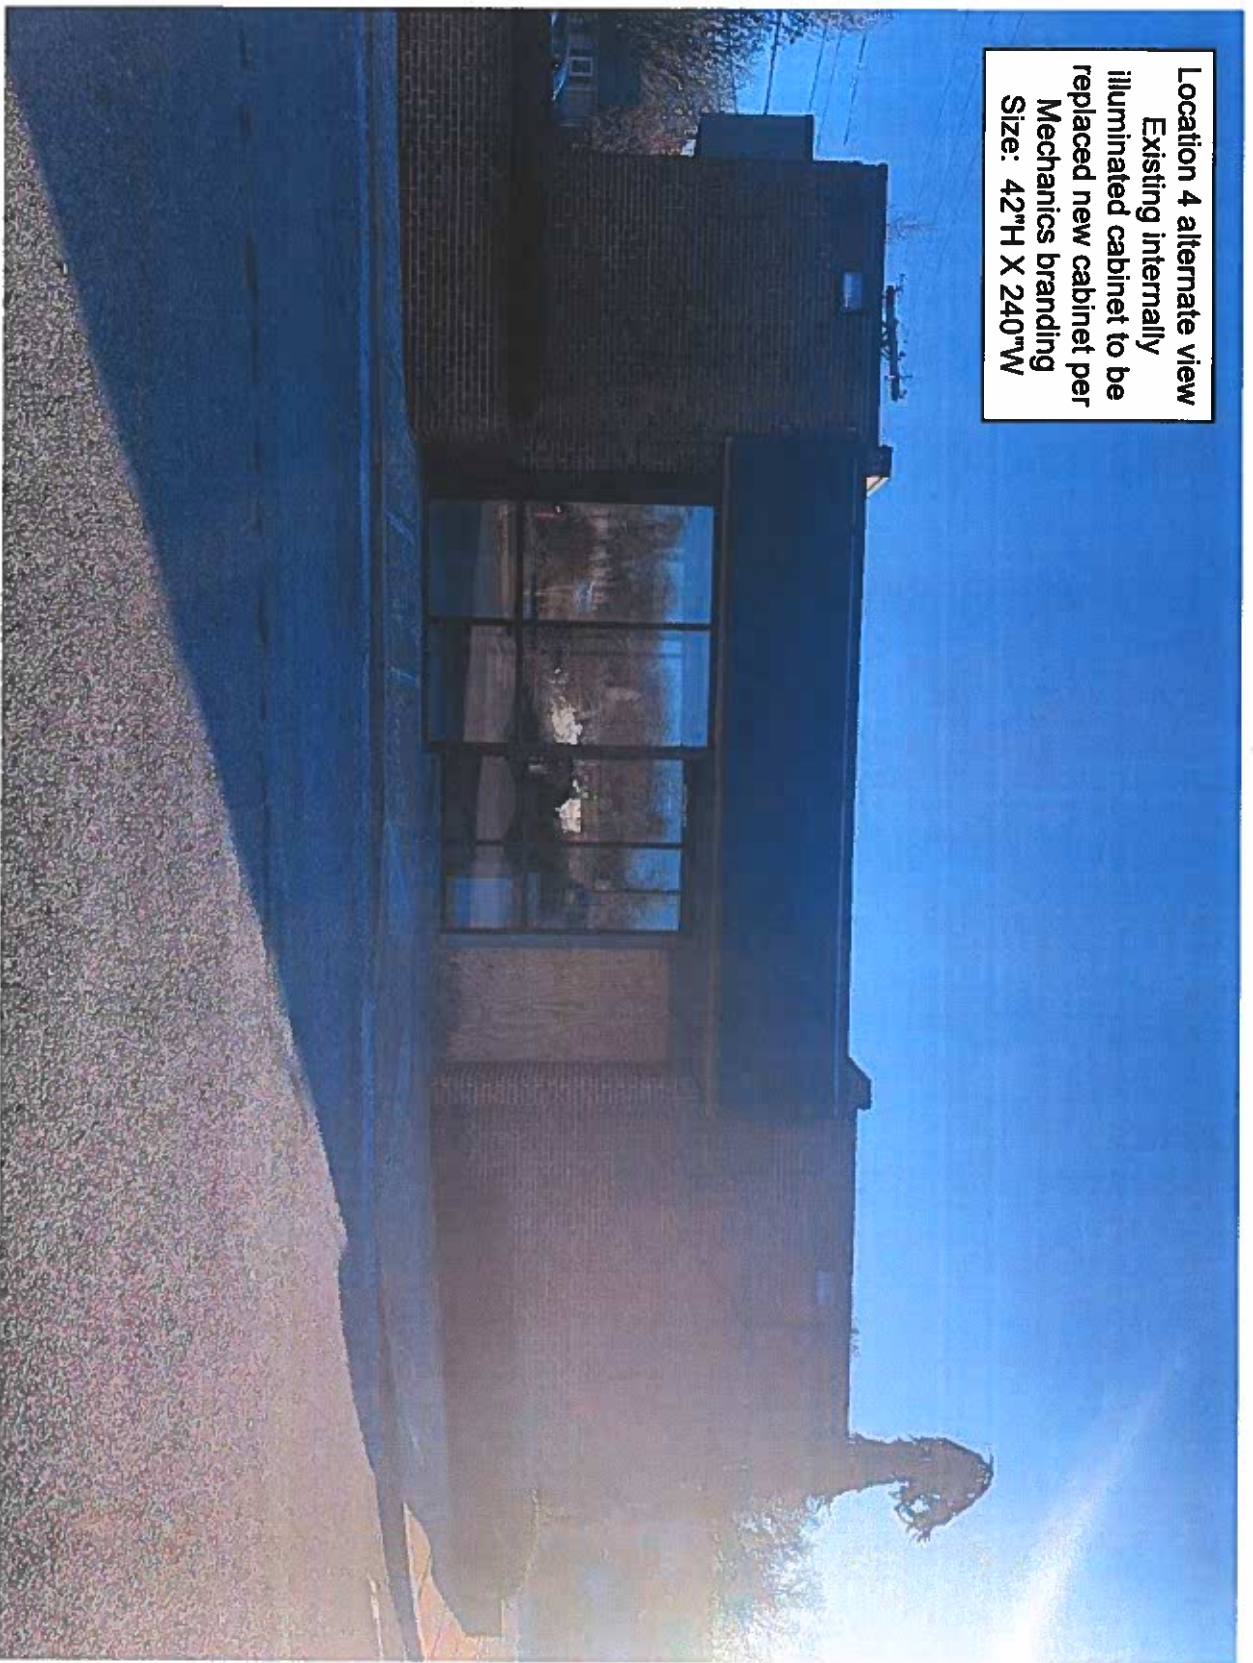 Location 4 alternate view
Existing internally
illuminated cabinet to be
replaced new cabinet per
Mechanics branding
Size: 42"H X 240"W